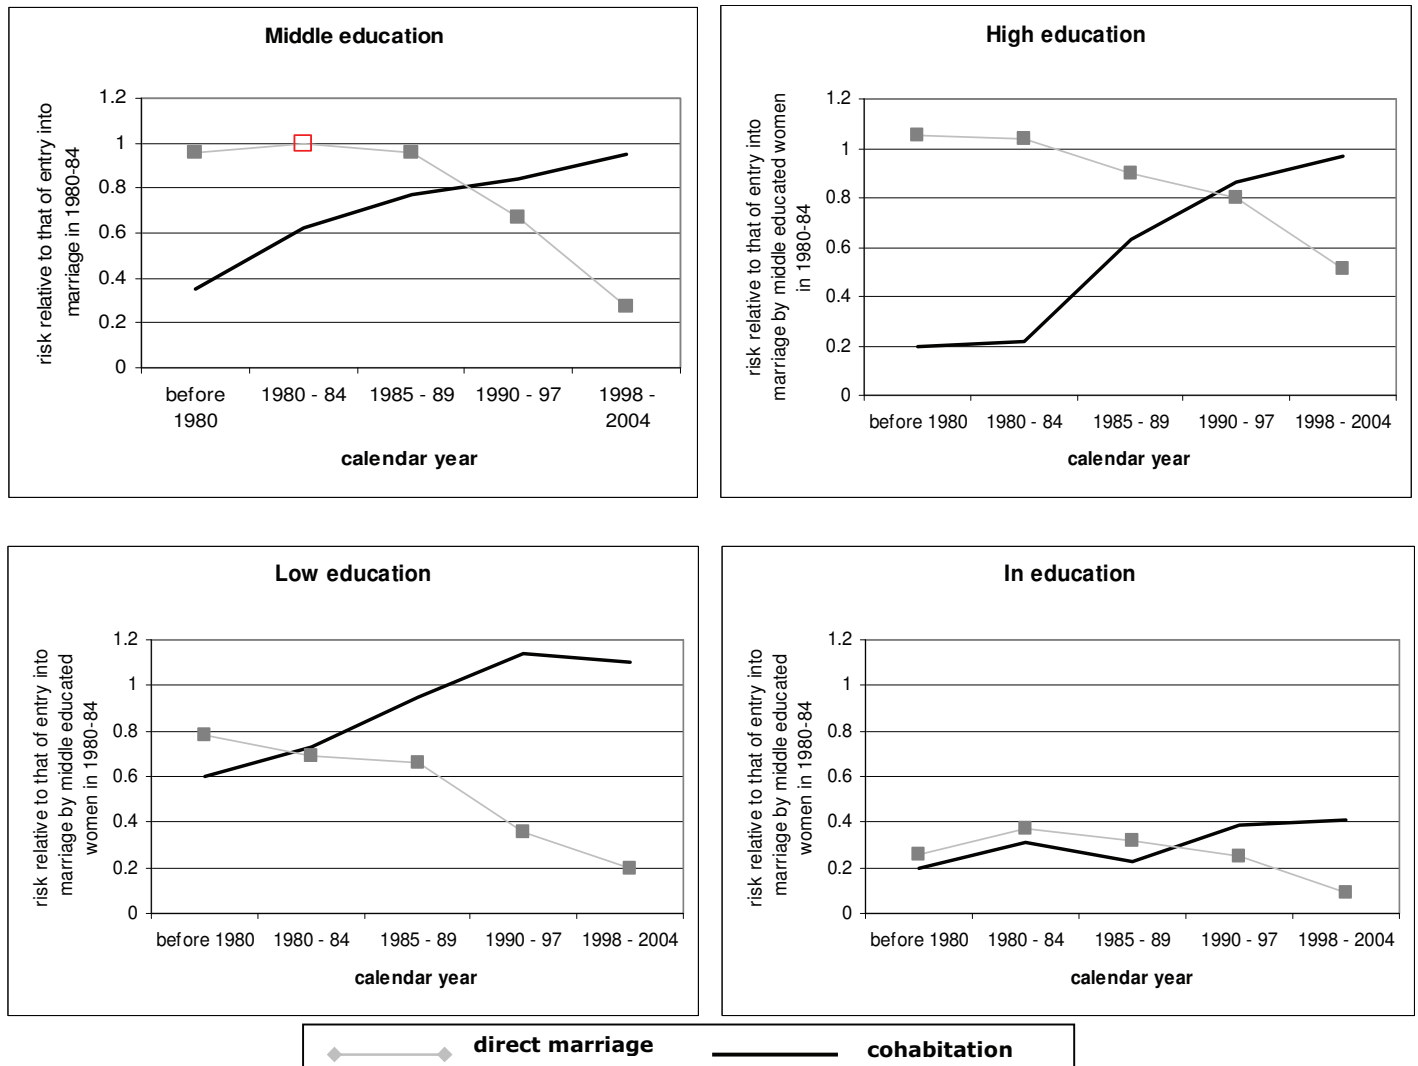 Middle education
risk relative to that of entry into
marriage in 1980-84
1.2
1
0.8
0.6
0.4
0.2
0
before 1980
1980 - 84
1985 - 89
1990 - 97
1998 - 2004
calendar year
High education
risk relative to that of entry into
marriage by middle educated women
in 1980-84
1.2
1
0.8
0.6
0.4
0.2
0
before 1980 1980 - 84 1985 - 89 1990 - 97 1998 - 2004
calendar year
Low education
risk relative to that of entry into
marriage by middle educated
women in 1980-84
1.2
1
0.8
0.6
0.4
0.2
0
before 1980 1980 - 84 1985 - 89 1990 - 97 1998 - 2004
calendar year
In education
risk relative to that of entry into
marriage by middle educated
women in 1980-84
1.2
1
0.8
0.6
0.4
0.2
0
before 1980 1980 - 84 1985 - 89 1990 - 97 1998 - 2004
calendar year
direct marriage cohabitation